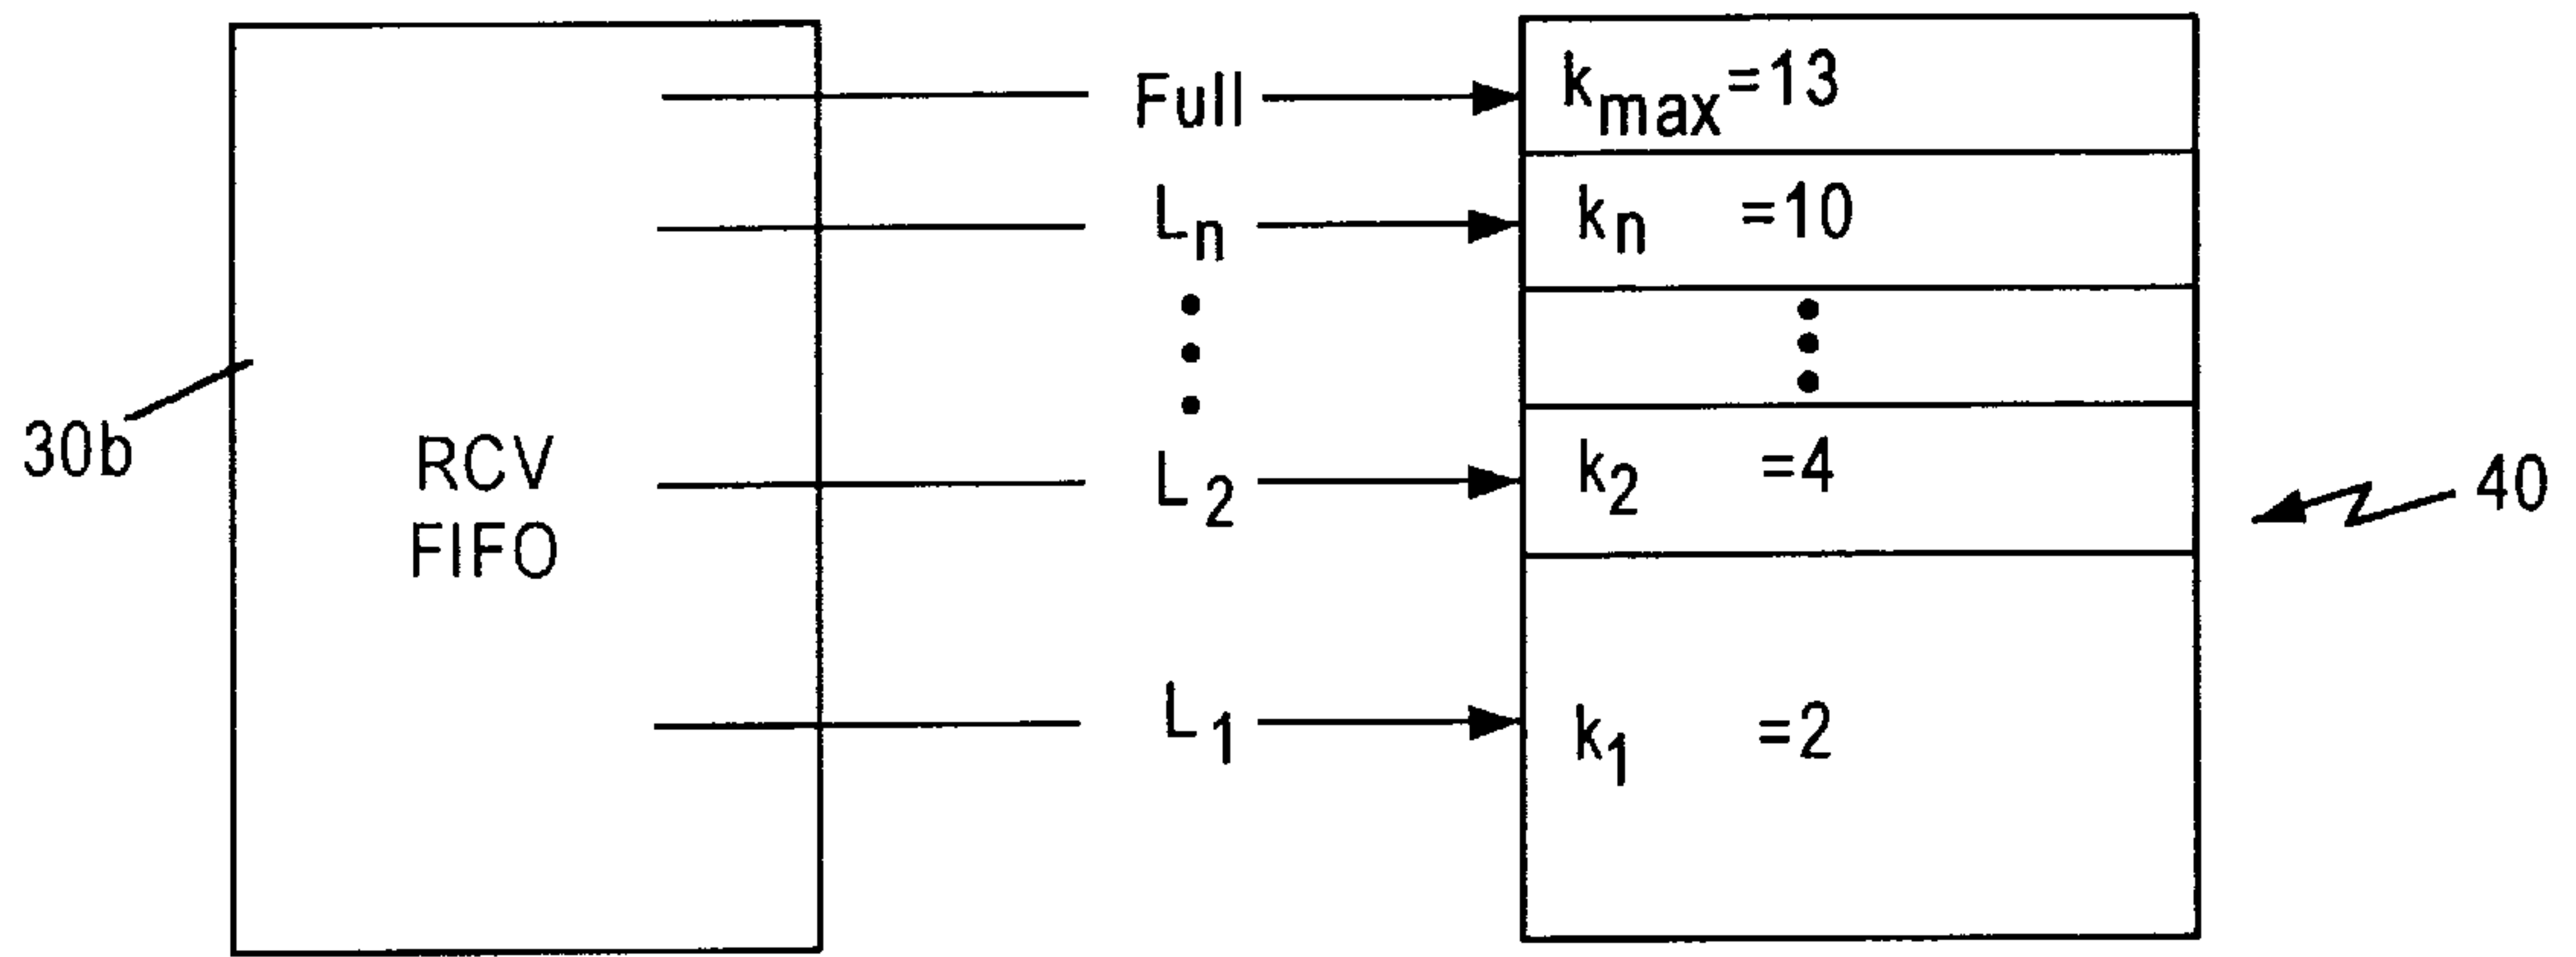 Full
k_max =13
L_n
k_n =10
30b
RCV
FIFO
L_2
k_2 =4
40
L_1
k_1 =2